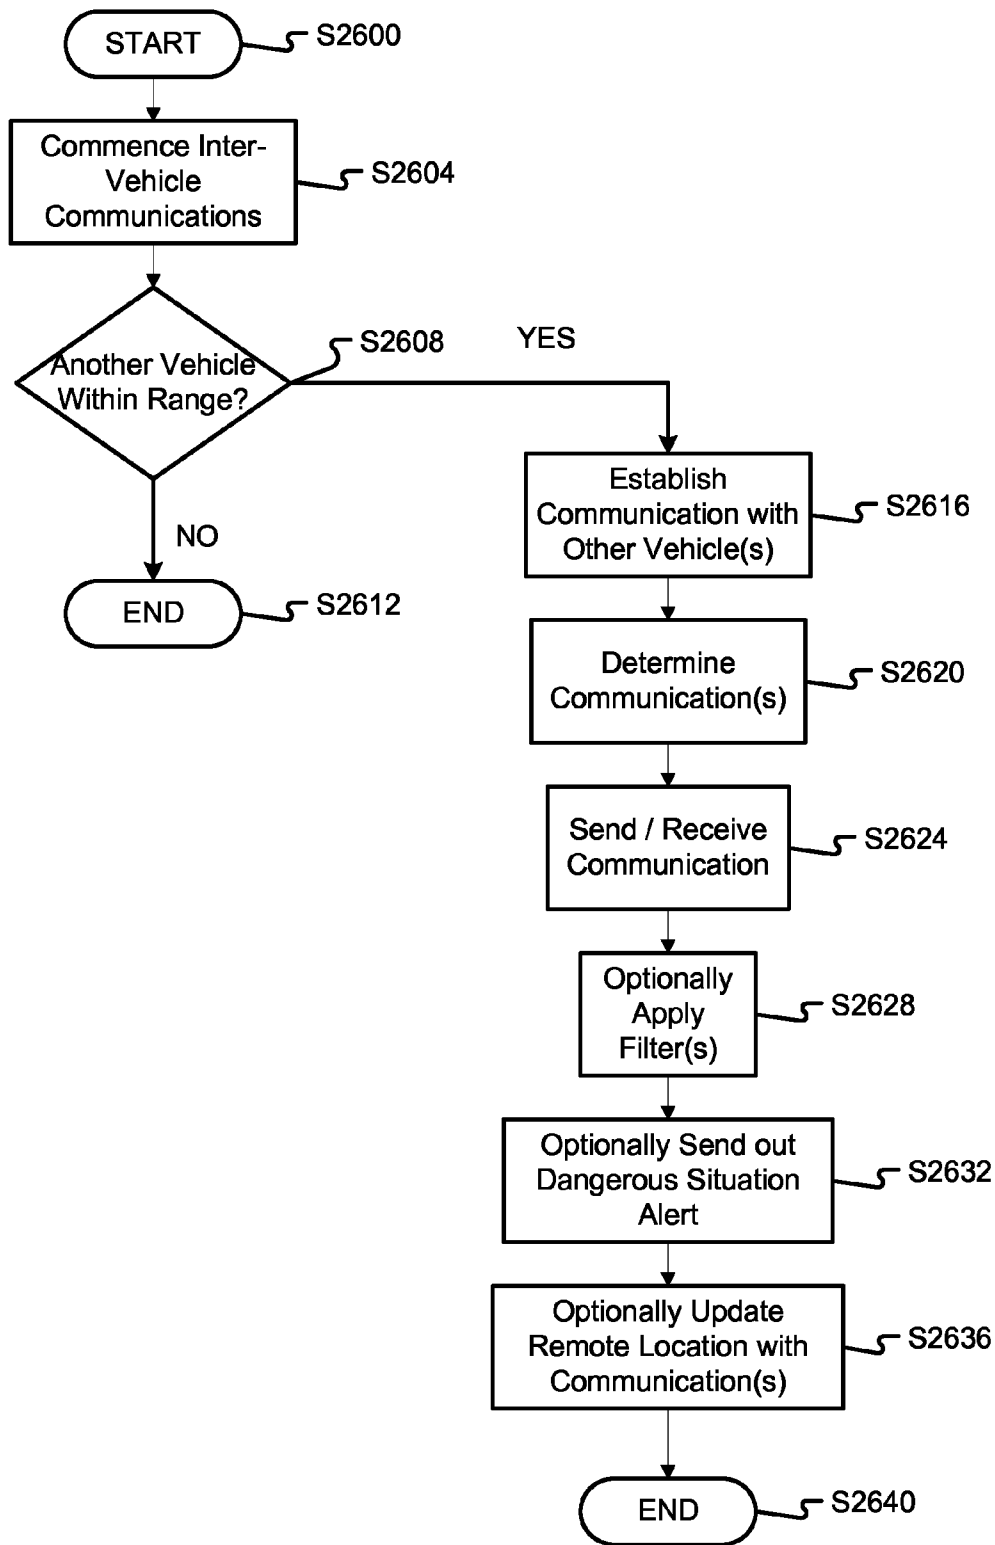 START
S2600
Commence Inter-
Vehicle
Communications
S2604
Another Vehicle
Within Range?
S2608
YES
NO
END
S2612
Establish
Communication with
Other Vehicle(s)
S2616
Determine
Communication(s)
S2620
Send / Receive
Communication
S2624
Optionally
Apply
Filter(s)
S2628
Optionally Send out
Dangerous Situation
Alert
S2632
Optionally Update
Remote Location with
Communication(s)
S2636
END
S2640